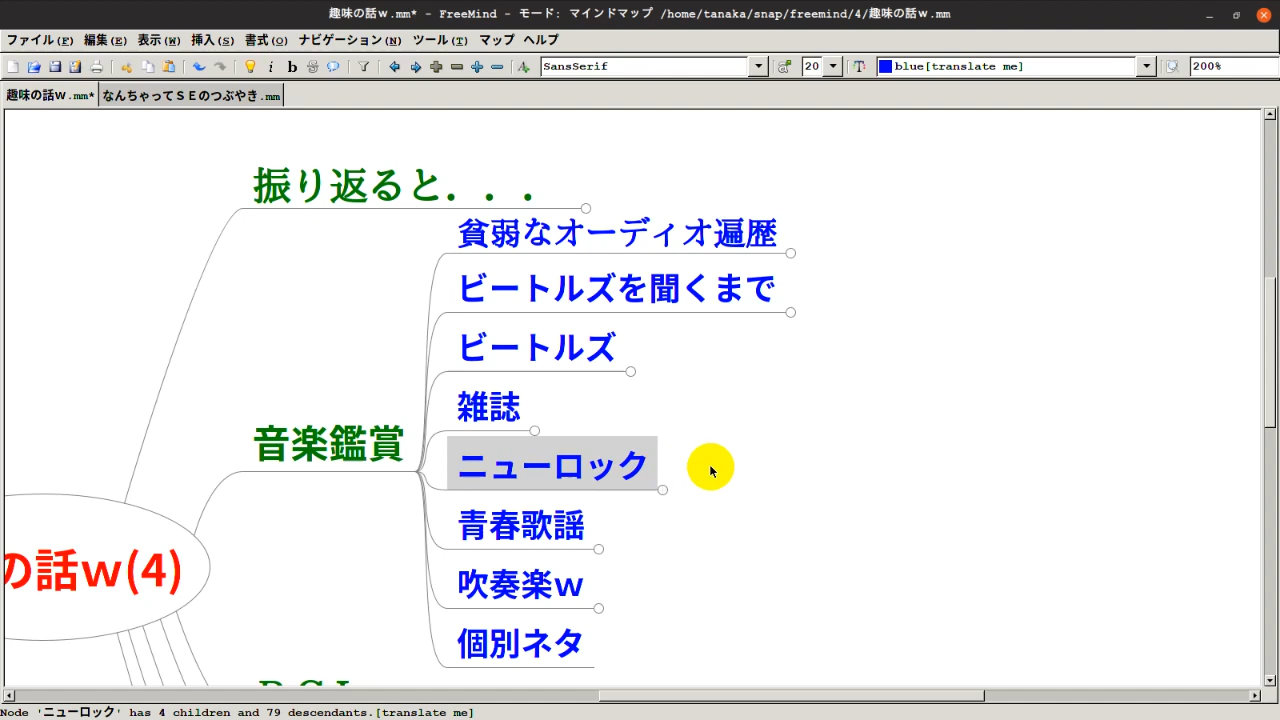 趣味の話ｗ.mm* - FreeMind - モード: マインドマップ /home/tanaka/snap/freemind/4/趣味の話ｗ.mm
ファイル(F) 編集(E) 表示(W) 挿入(S) 書式(O) ナビゲーション(N) ツール(T) マップ ヘルプ
SansSerif 20 blue[translate me] 200%
趣味の話ｗ.mm* なんちゃってＳＥのつぶやき.mm
振り返ると．．．
貧弱なオーディオ遍歴
ビートルズを聞くまで
ビートルズ
雑誌
音楽鑑賞
ニューロック
青春歌謡
の話ｗ(4)
吹奏楽ｗ
個別ネタ
Node 'ニューロック' has 4 children and 79 descendants.[translate me]